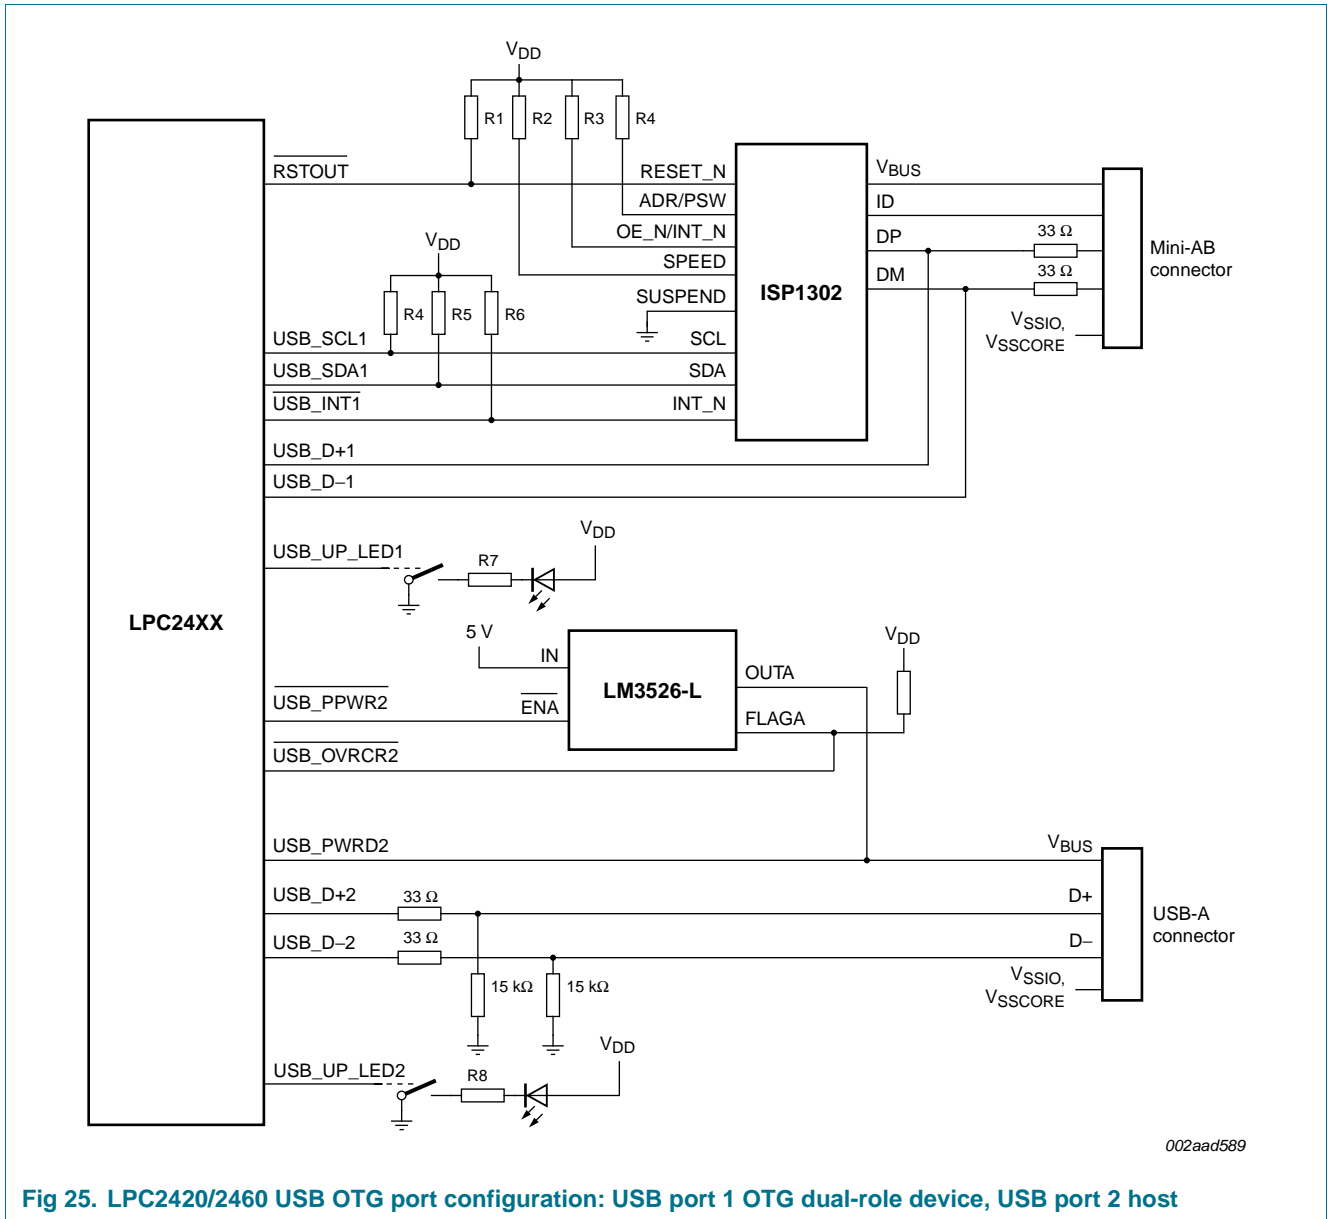 VDD
R1
R2
R3
R4
RSTOUT
RESET_N
ADR/PSW
OE_N/INT_N
SPEED
SUSPEND
VDD
R4
R5
R6
USB_SCL1
SCL
USB_SDA1
SDA
USB_INT1
INT_N
ISP1302
VBUS
ID
DP
33 Ω
DM
33 Ω
VSSIO,
VSSCORE
Mini-AB
connector
USB_D+1
USB_D−1
USB_UP_LED1
R7
VDD
LPC24XX
5 V
IN
LM3526-L
OUTA
VDD
USB_PPWR2
ENA
FLAGA
USB_OVRCR2
USB_PWRD2
VBUS
USB_D+2
33 Ω
D+
USB_D−2
33 Ω
D−
USB-A
connector
15 kΩ
15 kΩ
VSSIO,
VSSCORE
USB_UP_LED2
R8
VDD
002aad589
Fig 25. LPC2420/2460 USB OTG port configuration: USB port 1 OTG dual-role device, USB port 2 host